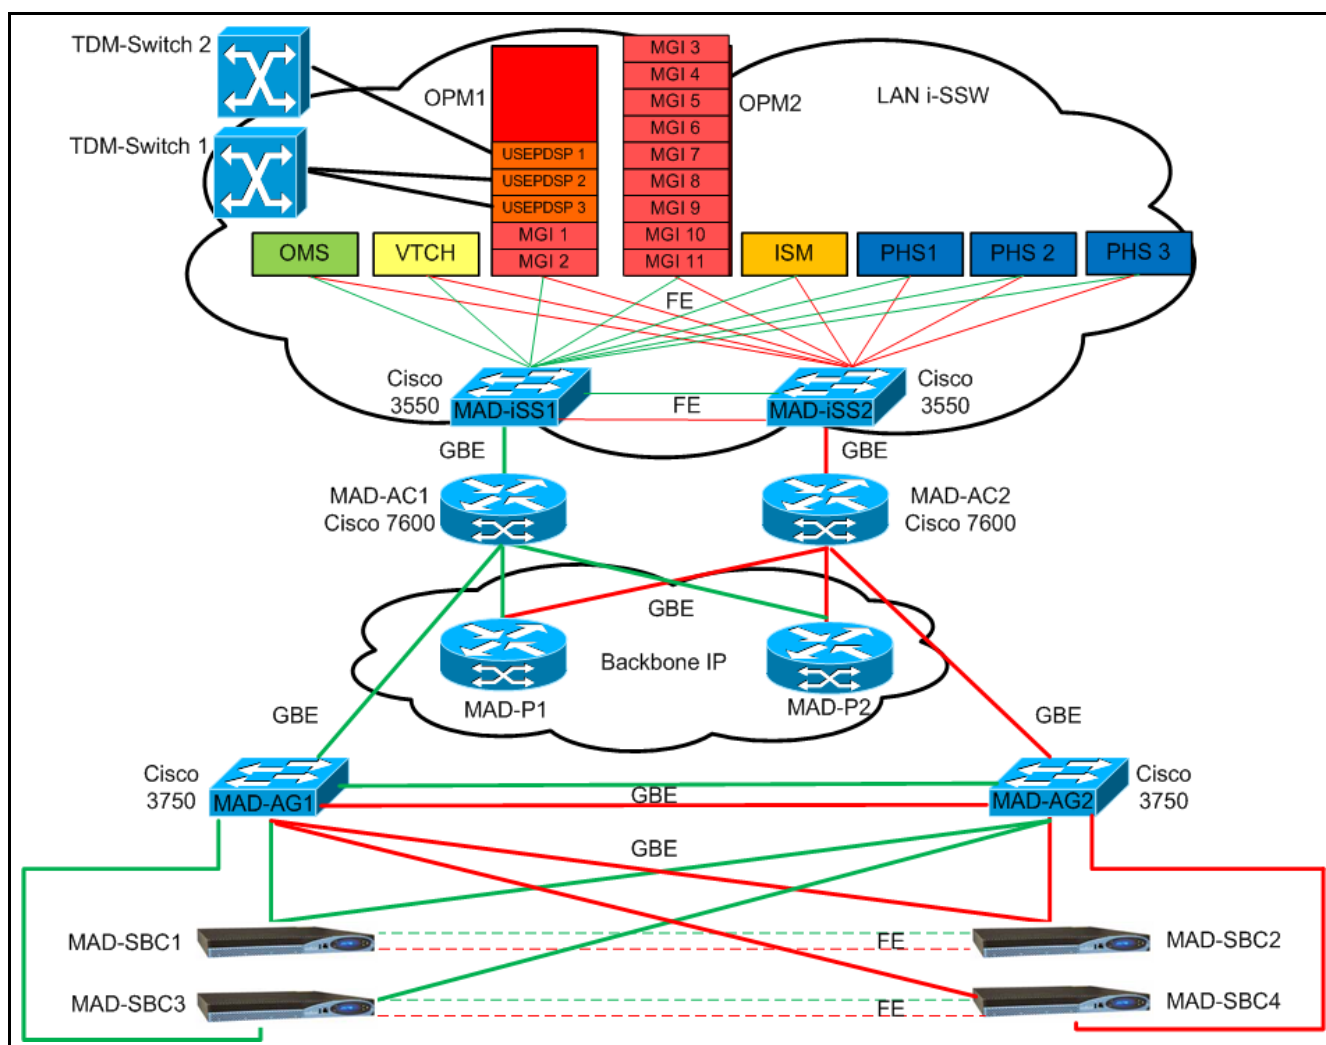 TDM-Switch 2
TDM-Switch 1
OPM1
USEPDSP 1
USEPDSP 2
USEPDSP 3
MGI 1
MGI 2
MGI 3
MGI 4
MGI 5
MGI 6
MGI 7
MGI 8
MGI 9
MGI 10
MGI 11
OPM2
LAN i-SSW
OMS
VTCH
ISM
PHS1
PHS 2
PHS 3
FE
Cisco
3550
MAD-iSS1
FE
MAD-iSS2
Cisco
3550
GBE
GBE
MAD-AC1
Cisco 7600
MAD-AC2
Cisco 7600
GBE
Backbone IP
MAD-P1
MAD-P2
GBE
GBE
Cisco
3750
MAD-AG1
GBE
MAD-AG2
Cisco
3750
GBE
MAD-SBC1
FE
MAD-SBC2
MAD-SBC3
FE
MAD-SBC4